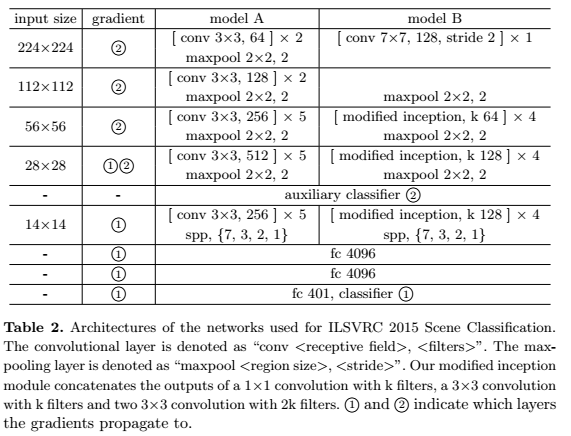 input size gradient model A model B
224×224 ② [ conv 3×3, 64 ] × 2 [ conv 7×7, 128, stride 2 ] × 1
maxpool 2×2, 2
112×112 ② [ conv 3×3, 128 ] × 2
maxpool 2×2, 2 maxpool 2×2, 2
56×56 ② [ conv 3×3, 256 ] × 5 [ modified inception, k 64 ] × 4
maxpool 2×2, 2 maxpool 2×2, 2
28×28 ①② [ conv 3×3, 512 ] × 5 [ modified inception, k 128 ] × 4
maxpool 2×2, 2 maxpool 2×2, 2
- - auxiliary classifier ②
14×14 ① [ conv 3×3, 256 ] × 5 [ modified inception, k 128 ] × 4
spp, {7, 3, 2, 1} spp, {7, 3, 2, 1}
- ① fc 4096
- ① fc 4096
- ① fc 401, classifier ①
Table 2. Architectures of the networks used for ILSVRC 2015 Scene Classification.
The convolutional layer is denoted as “conv <receptive field>, <filters>”. The max-
pooling layer is denoted as “maxpool <region size>, <stride>”. Our modified inception
module concatenates the outputs of a 1×1 convolution with k filters, a 3×3 convolution
with k filters and two 3×3 convolution with 2k filters. ① and ② indicate which layers
the gradients propagate to.